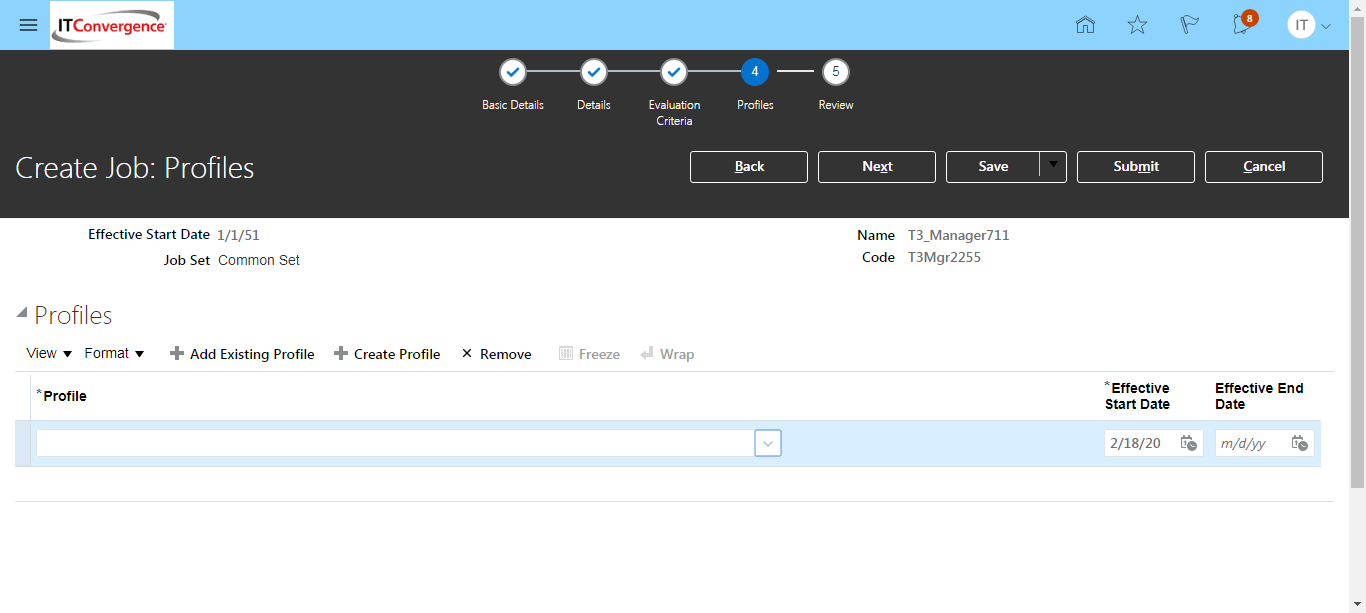 ITConvergence
8
IT
4
5
Basic Details
Details
Evaluation
Criteria
Profiles
Review
Create Job: Profiles
Back
Next
Save
Submit
Cancel
Effective Start Date 1/1/51
Name T3_Manager711
Job Set Common Set
Code T3Mgr2255
Profiles
View
Format
Add Existing Profile
Create Profile
Remove
Freeze
Wrap
*Profile
*Effective
Start Date
Effective End
Date
2/18/20
m/d/yy